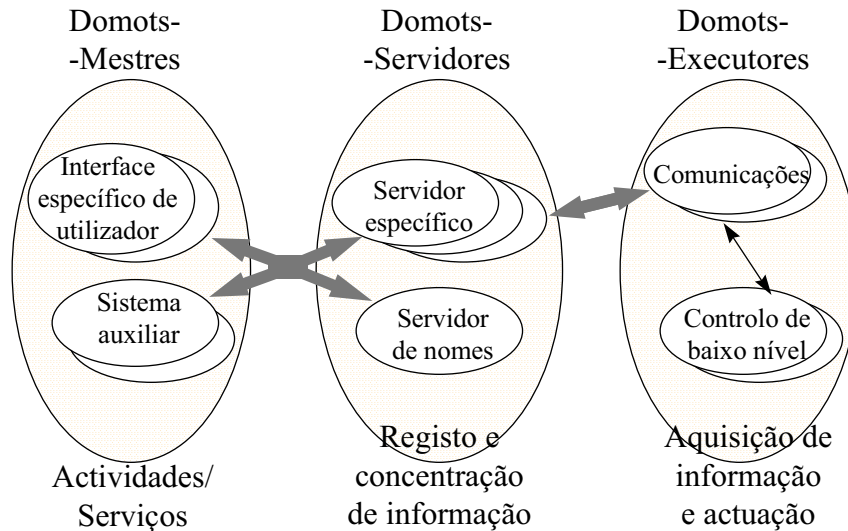 Domots-
-Mestres
Interface
específico de
utilizador
Sistema
auxiliar
Actividades/
Serviços
Domots-
-Servidores
Servidor
específico
Servidor
de nomes
Registo e
concentração
de informação
Domots-
-Executores
Comunicações
Controlo de
baixo nível
Aquisição de
informação
e actuação